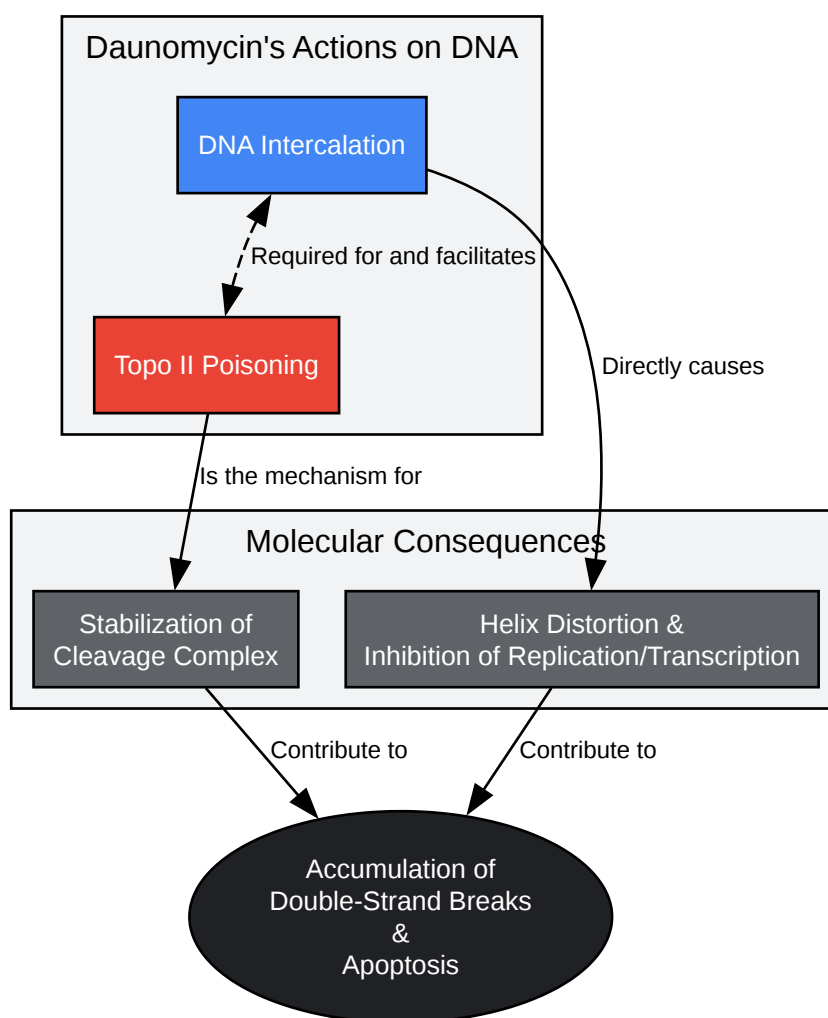 Daunomycin's Actions on DNA
DNA Intercalation
Required for and facilitates
Topo II Poisoning
Directly causes
Is the mechanism for
Molecular Consequences
Stabilization of
Cleavage Complex
Helix Distortion &
Inhibition of Replication/Transcription
Contribute to
Contribute to
Accumulation of
Double-Strand Breaks
&
Apoptosis